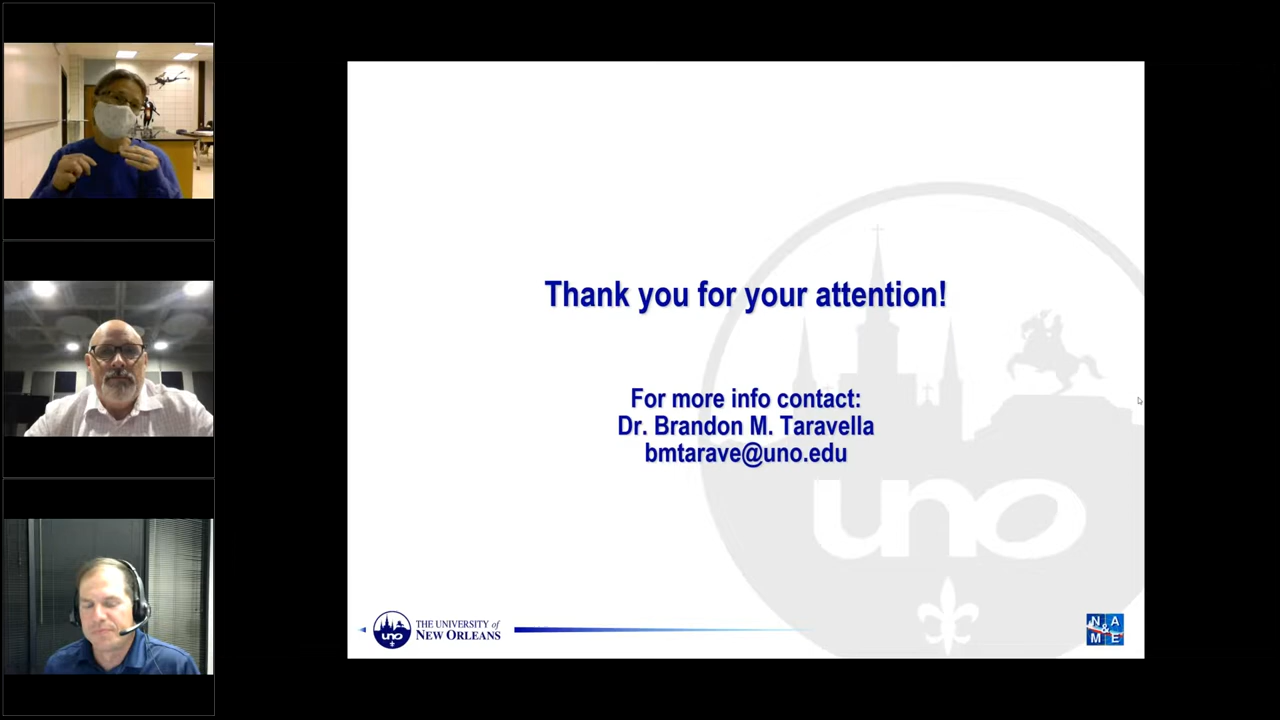 Thank you for your attention!
For more info contact:
Dr. Brandon M. Taravella
bmtarave@uno.edu
uno
uno
THE UNIVERSITY of
NEW ORLEANS
N A
&
M E